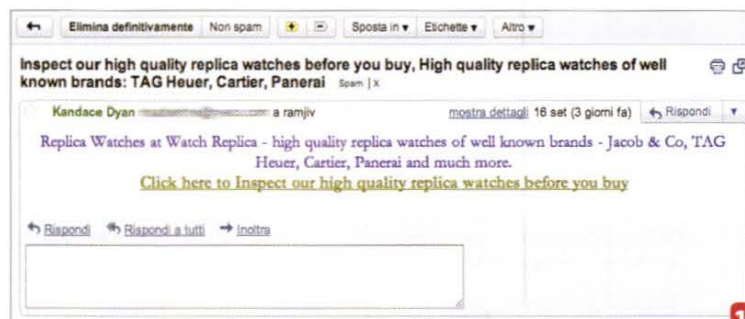 Elimina definitivamente Non spam Sposta in ▾ Etichette ▾ Altro ▾
Inspect our high quality replica watches before you buy, High quality replica watches of well
known brands: TAG Heuer, Cartier, Panerai Spam | X
Kandace Dyan a ramjiv mostra dettagli 16 set (3 giorni fa) Rispondi ▾
Replica Watches at Watch Replica - high quality replica watches of well known brands - Jacob & Co, TAG
Heuer, Cartier, Panerai and much more.
Click here to Inspect our high quality replica watches before you buy
Rispondi Rispondi a tutti Inoltra
1